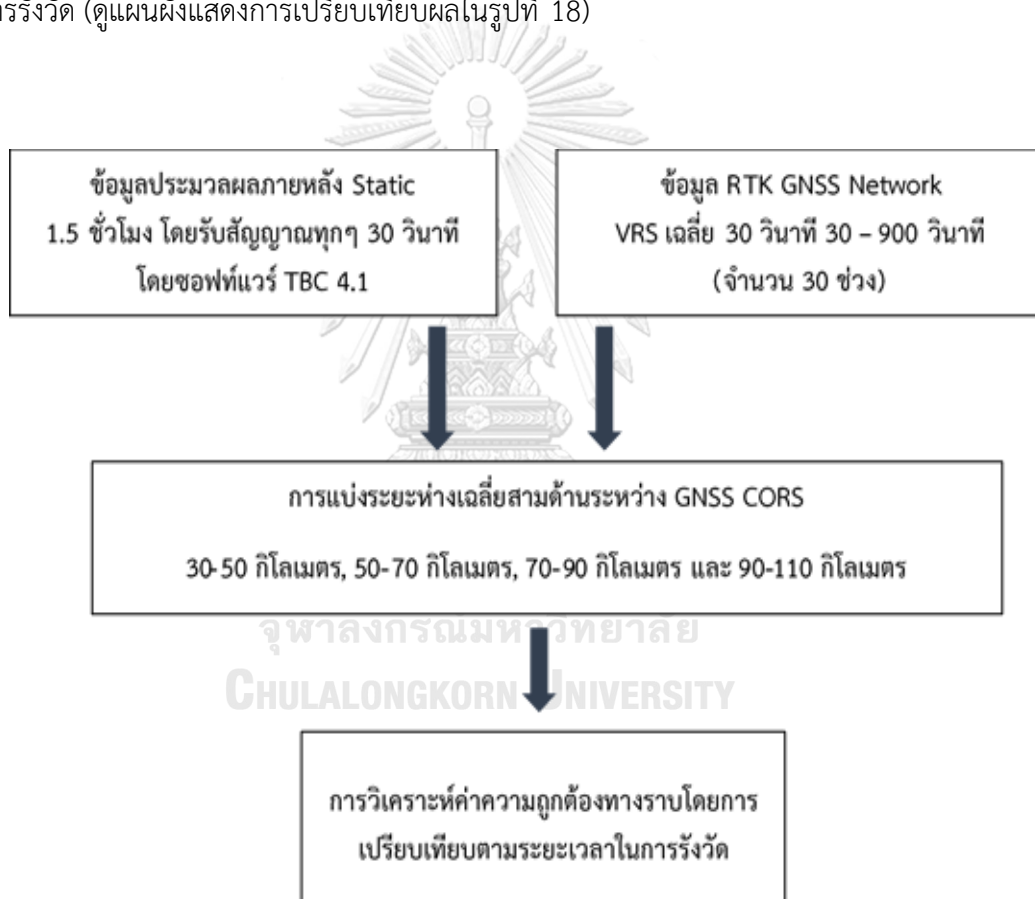 ารรังวัด (ดูแผนผังแสดงการเปรียบเทียบผลในรูปที่ 18)
ข้อมูลประมวลผลภายหลัง Static
1.5 ชั่วโมง โดยรับสัญญาณทุกๆ 30 วินาที
โดยซอฟท์แวร์ TBC 4.1
ข้อมูล RTK GNSS Network
VRS เฉลี่ย 30 วินาที 30 – 900 วินาที
(จำนวน 30 ช่วง)
การแบ่งระยะห่างเฉลี่ยสามด้านระหว่าง GNSS CORS
30-50 กิโลเมตร, 50-70 กิโลเมตร, 70-90 กิโลเมตร และ 90-110 กิโลเมตร
จุฬาลงกรณ์มหาวิทยาลัย
CHULALONGKORN UNIVERSITY
การวิเคราะห์ค่าความถูกต้องทางราบโดยการ
เปรียบเทียบตามระยะเวลาในการรังวัด